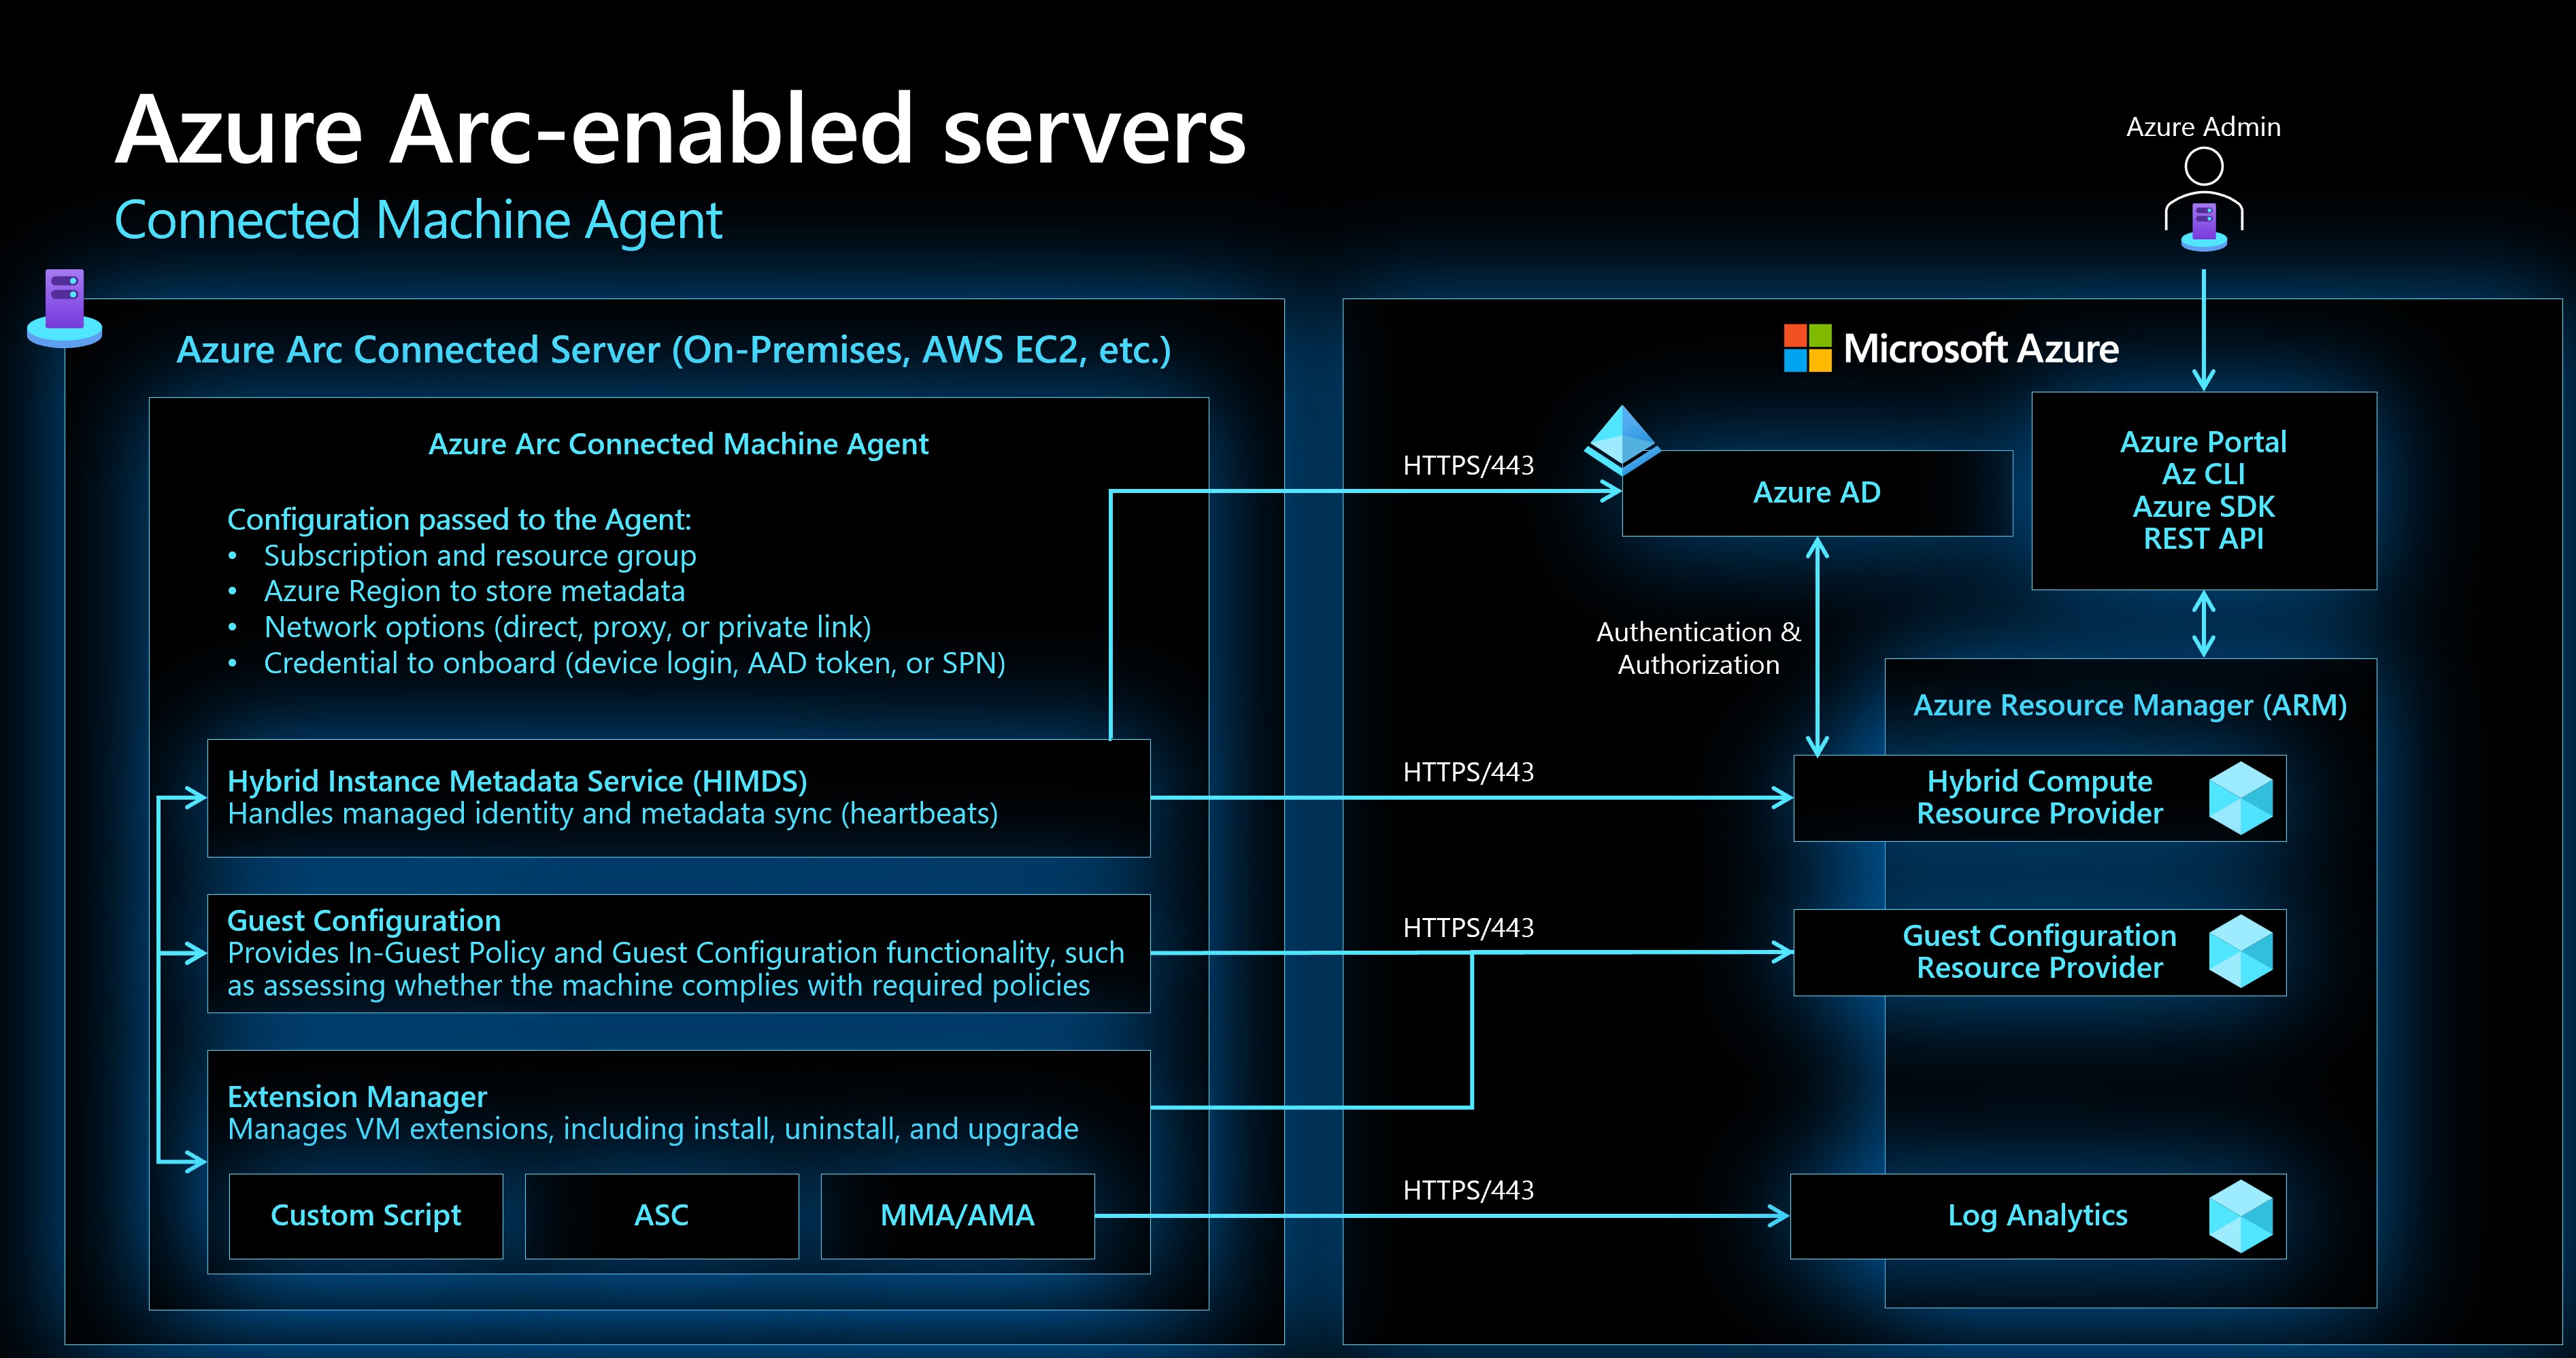 Azure Arc-enabled servers
Connected Machine Agent
Azure Admin
Azure Arc Connected Server (On-Premises, AWS EC2, etc.)
Azure Arc Connected Machine Agent
Configuration passed to the Agent:
• Subscription and resource group
• Azure Region to store metadata
• Network options (direct, proxy, or private link)
• Credential to onboard (device login, AAD token, or SPN)
Hybrid Instance Metadata Service (HIMDS)
Handles managed identity and metadata sync (heartbeats)
Guest Configuration
Provides In-Guest Policy and Guest Configuration functionality, such
as assessing whether the machine complies with required policies
Extension Manager
Manages VM extensions, including install, uninstall, and upgrade
Custom Script
ASC
MMA/AMA
HTTPS/443
HTTPS/443
HTTPS/443
HTTPS/443
Microsoft Azure
Azure AD
Authentication &
Authorization
Azure Portal
Az CLI
Azure SDK
REST API
Azure Resource Manager (ARM)
Hybrid Compute
Resource Provider
Guest Configuration
Resource Provider
Log Analytics